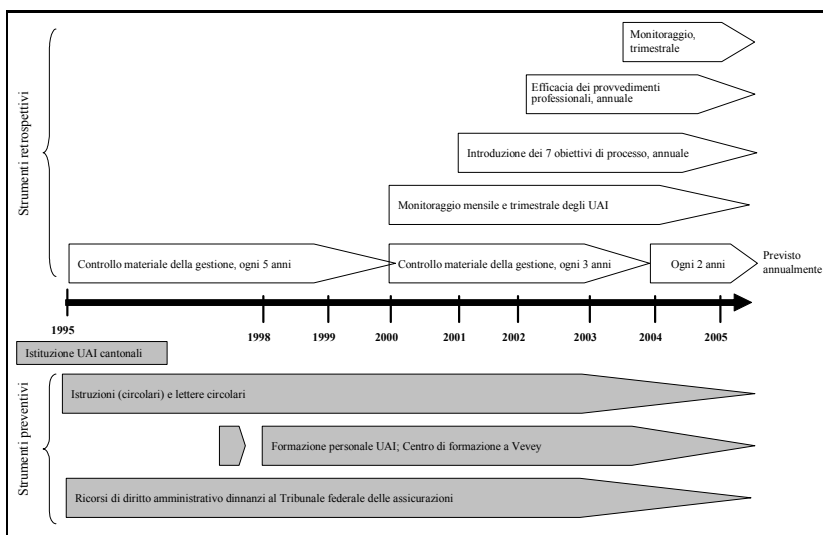 Strumenti retrospettivi
Monitoraggio,
trimestrale
Efficacia dei provvedimenti
professionali, annuale
Introduzione dei 7 obiettivi di processo, annuale
Monitoraggio mensile e trimestrale degli UAI
Controllo materiale della gestione, ogni 5 anni
Controllo materiale della gestione, ogni 3 anni
Ogni 2 anni
Previsto
annualmente
1995
1998
1999
2000
2001
2002
2003
2004
2005
Istituzione UAI cantonali
Strumenti preventivi
Istruzioni (circolari) e lettere circolari
Formazione personale UAI; Centro di formazione a Vevey
Ricorsi di diritto amministrativo dinnanzi al Tribunale federale delle assicurazioni